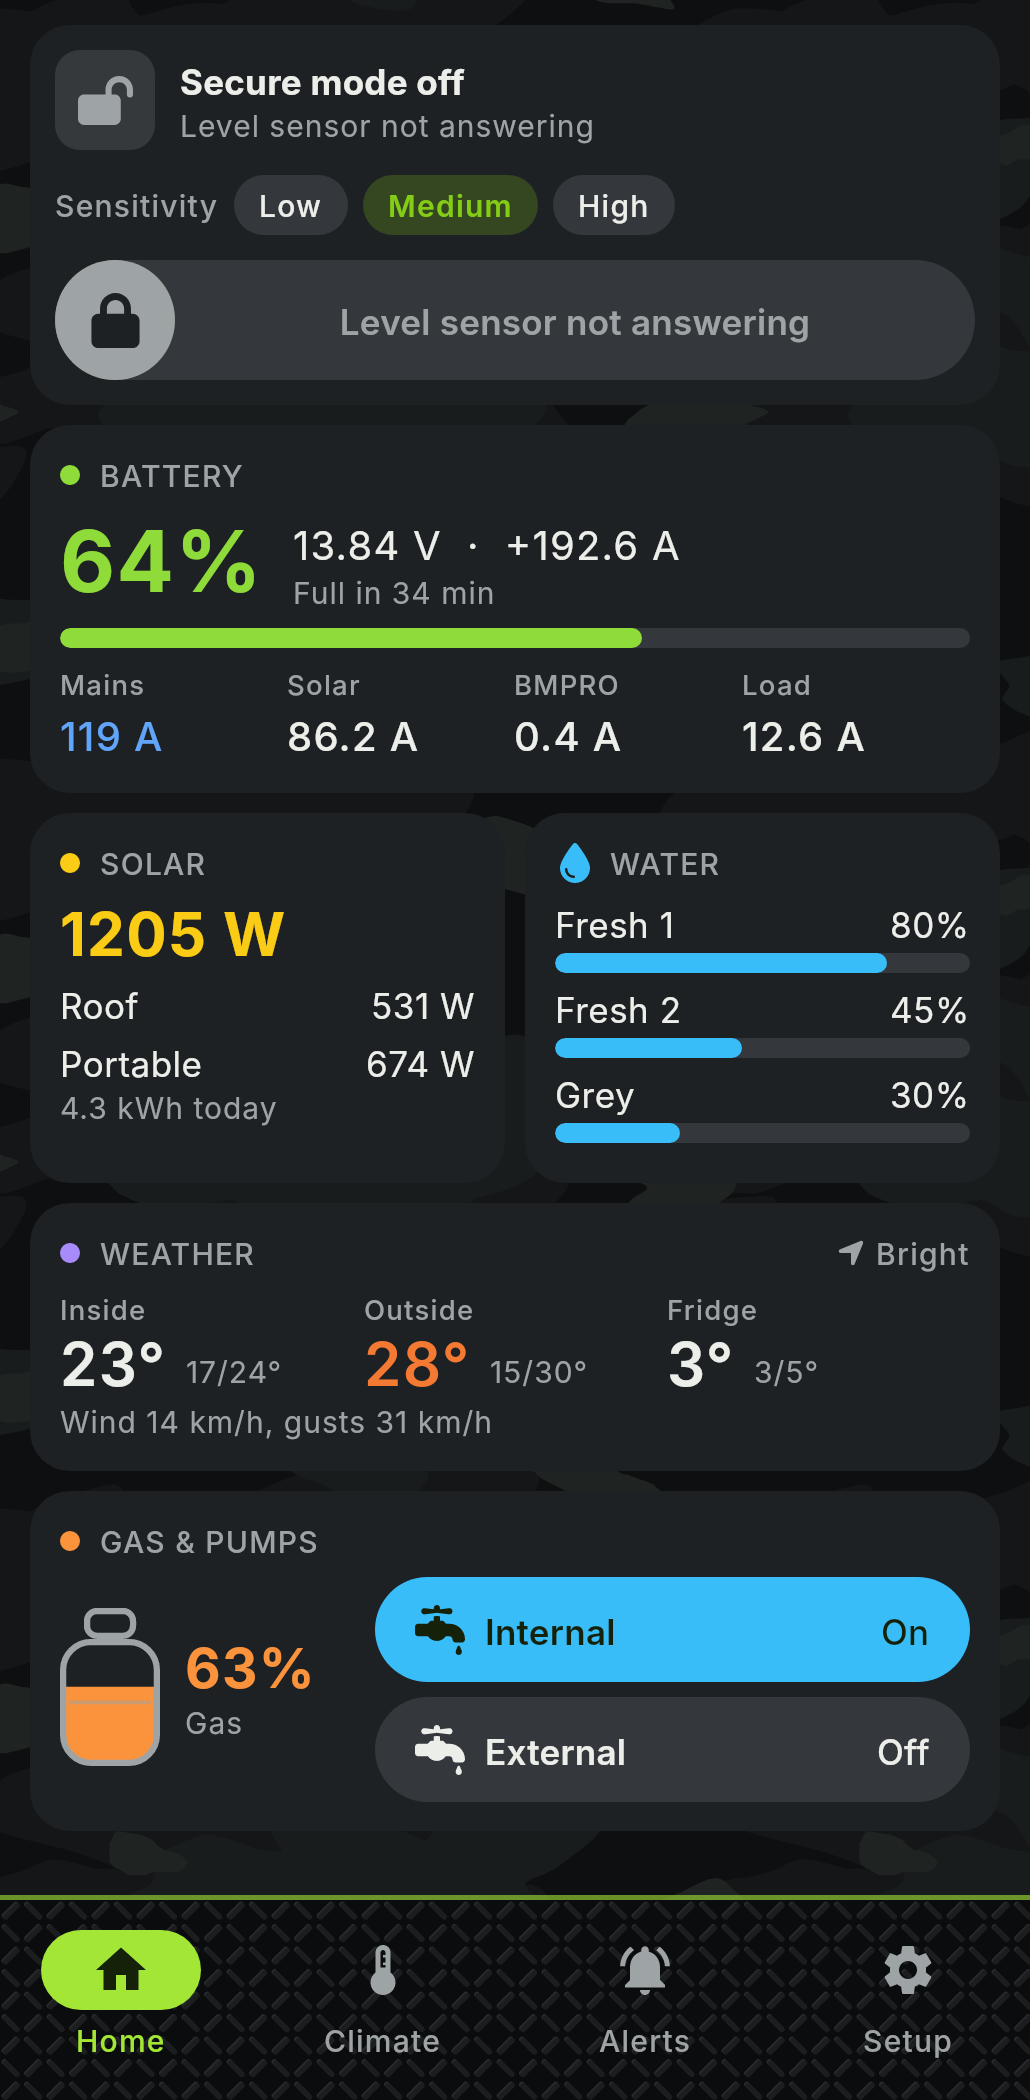 Secure mode off
Level sensor not answering
Sensitivity Low Medium High
Level sensor not answering
BATTERY
64% 13.84 V · +192.6 A
Full in 34 min
Mains Solar BMPRO Load
119 A 86.2 A 0.4 A 12.6 A
SOLAR
1205 W
Roof 531 W
Portable 674 W
4.3 kWh today
WATER
Fresh 1 80%
Fresh 2 45%
Grey 30%
WEATHER Bright
Inside Outside Fridge
23° 17/24° 28° 15/30° 3° 3/5°
Wind 14 km/h, gusts 31 km/h
GAS & PUMPS
63%
Gas
Internal On
External Off
Home Climate Alerts Setup